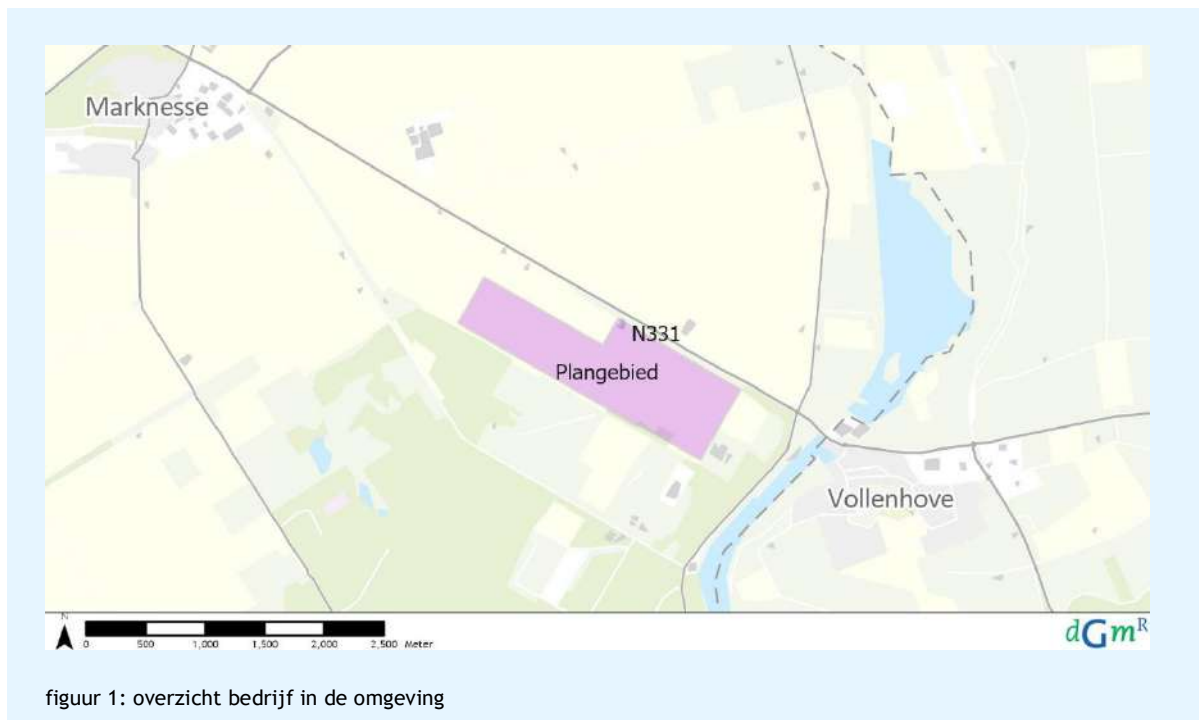 Marknesse
N331
Plangebied
Vollenhove
N
0 500 1,000 1,500 2,000 2,500 Meter
dGmR
figuur 1: overzicht bedrijf in de omgeving